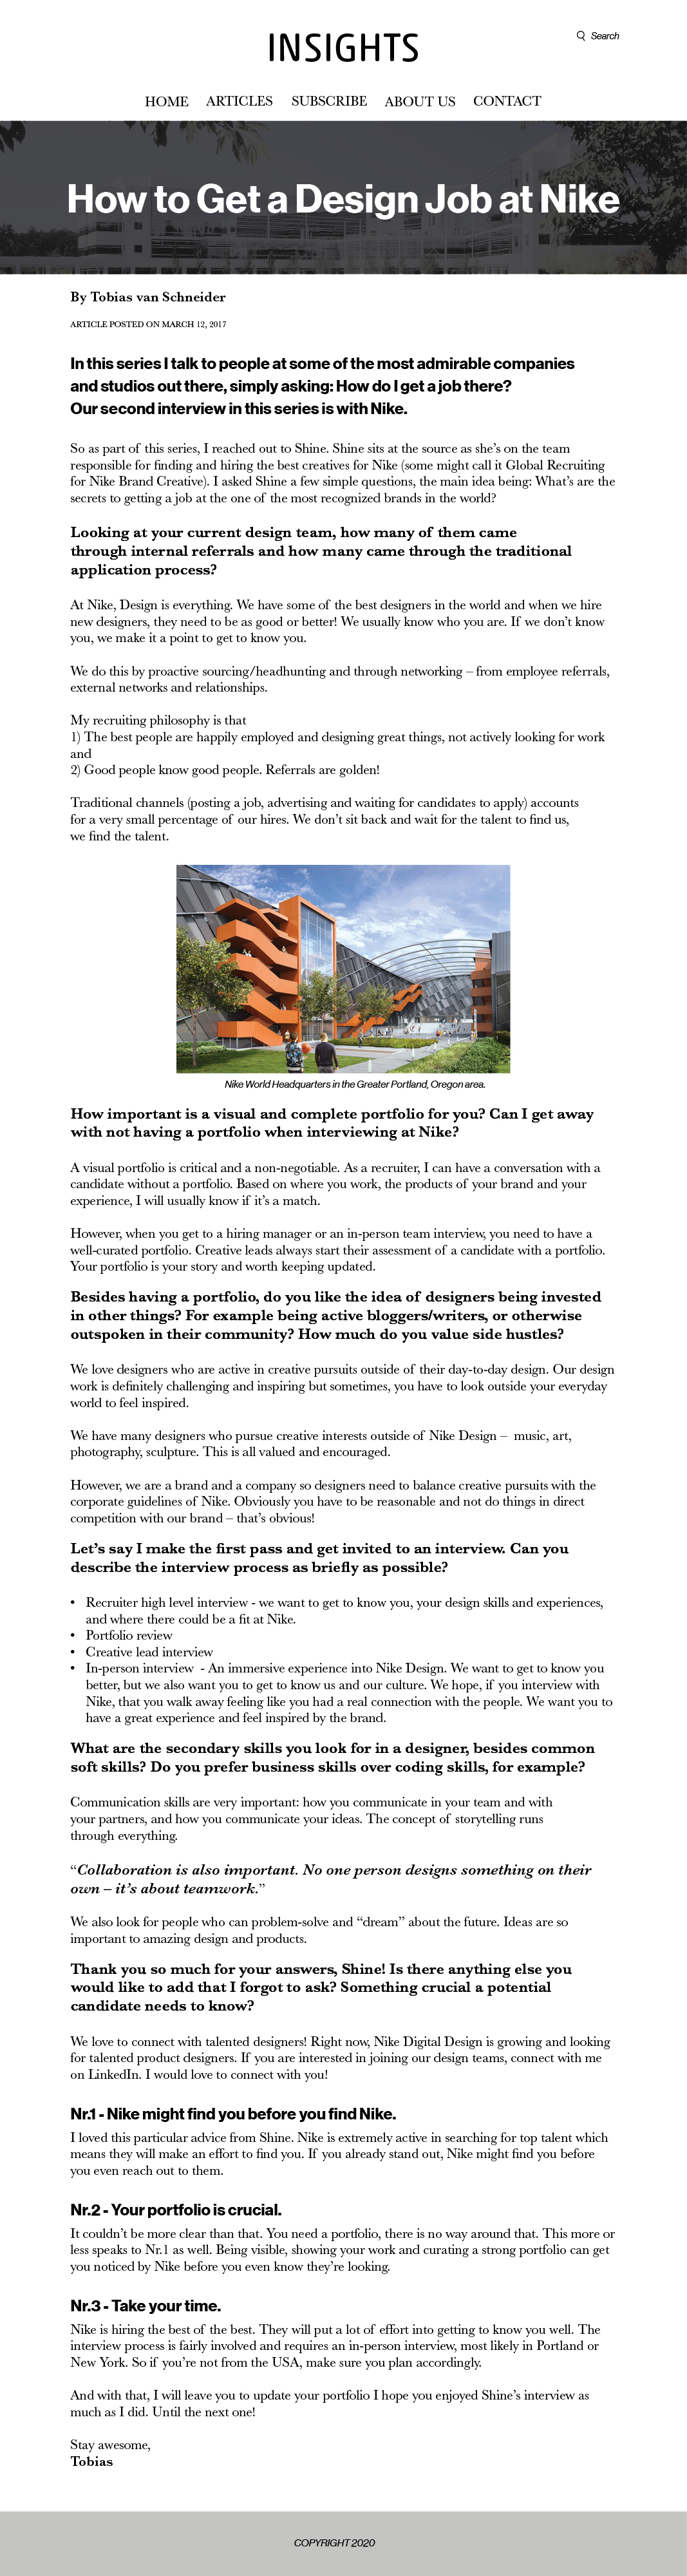 INSIGHTS
Search
HOME ARTICLES SUBSCRIBE ABOUT US CONTACT
How to Get a Design Job at Nike
By Tobias van Schneider
ARTICLE POSTED ON MARCH 12, 2017
In this series I talk to people at some of the most admirable companies
and studios out there, simply asking: How do I get a job there?
Our second interview in this series is with Nike.
So as part of this series, I reached out to Shine. Shine sits at the source as she's on the team
responsible for finding and hiring the best creatives for Nike (some might call it Global Recruiting
for Nike Brand Creative). I asked Shine a few simple questions, the main idea being: What's are the
secrets to getting a job at the one of the most recognized brands in the world?
Looking at your current design team, how many of them came
through internal referrals and how many came through the traditional
application process?
At Nike, Design is everything. We have some of the best designers in the world and when we hire
new designers, they need to be as good or better! We usually know who you are. If we don't know
you, we make it a point to get to know you.
We do this by proactive sourcing/headhunting and through networking – from employee referrals,
external networks and relationships.
My recruiting philosophy is that
1) The best people are happily employed and designing great things, not actively looking for work
and
2) Good people know good people. Referrals are golden!
Traditional channels (posting a job, advertising and waiting for candidates to apply) accounts
for a very small percentage of our hires. We don't sit back and wait for the talent to find us,
we find the talent.
Nike World Headquarters in the Greater Portland, Oregon area.
How important is a visual and complete portfolio for you? Can I get away
with not having a portfolio when interviewing at Nike?
A visual portfolio is critical and a non-negotiable. As a recruiter, I can have a conversation with a
candidate without a portfolio. Based on where you work, the products of your brand and your
experience, I will usually know if it's a match.
However, when you get to a hiring manager or an in-person team interview, you need to have a
well-curated portfolio. Creative leads always start their assessment of a candidate with a portfolio.
Your portfolio is your story and worth keeping updated.
Besides having a portfolio, do you like the idea of designers being invested
in other things? For example being active bloggers/writers, or otherwise
outspoken in their community? How much do you value side hustles?
We love designers who are active in creative pursuits outside of their day-to-day design. Our design
work is definitely challenging and inspiring but sometimes, you have to look outside your everyday
world to feel inspired.
We have many designers who pursue creative interests outside of Nike Design – music, art,
photography, sculpture. This is all valued and encouraged.
However, we are a brand and a company so designers need to balance creative pursuits with the
corporate guidelines of Nike. Obviously you have to be reasonable and not do things in direct
competition with our brand – that's obvious!
Let's say I make the first pass and get invited to an interview. Can you
describe the interview process as briefly as possible?
• Recruiter high level interview - we want to get to know you, your design skills and experiences,
and where there could be a fit at Nike.
• Portfolio review
• Creative lead interview
• In-person interview - An immersive experience into Nike Design. We want to get to know you
better, but we also want you to get to know us and our culture. We hope, if you interview with
Nike, that you walk away feeling like you had a real connection with the people. We want you to
have a great experience and feel inspired by the brand.
What are the secondary skills you look for in a designer, besides common
soft skills? Do you prefer business skills over coding skills, for example?
Communication skills are very important: how you communicate in your team and with
your partners, and how you communicate your ideas. The concept of storytelling runs
through everything.
“Collaboration is also important. No one person designs something on their
own – it's about teamwork.”
We also look for people who can problem-solve and “dream” about the future. Ideas are so
important to amazing design and products.
Thank you so much for your answers, Shine! Is there anything else you
would like to add that I forgot to ask? Something crucial a potential
candidate needs to know?
We love to connect with talented designers! Right now, Nike Digital Design is growing and looking
for talented product designers. If you are interested in joining our design teams, connect with me
on LinkedIn. I would love to connect with you!
Nr.1 - Nike might find you before you find Nike.
I loved this particular advice from Shine. Nike is extremely active in searching for top talent which
means they will make an effort to find you. If you already stand out, Nike might find you before
you even reach out to them.
Nr.2 - Your portfolio is crucial.
It couldn't be more clear than that. You need a portfolio, there is no way around that. This more or
less speaks to Nr.1 as well. Being visible, showing your work and curating a strong portfolio can get
you noticed by Nike before you even know they're looking.
Nr.3 - Take your time.
Nike is hiring the best of the best. They will put a lot of effort into getting to know you well. The
interview process is fairly involved and requires an in-person interview, most likely in Portland or
New York. So if you're not from the USA, make sure you plan accordingly.
And with that, I will leave you to update your portfolio I hope you enjoyed Shine's interview as
much as I did. Until the next one!
Stay awesome,
Tobias
COPYRIGHT 2020